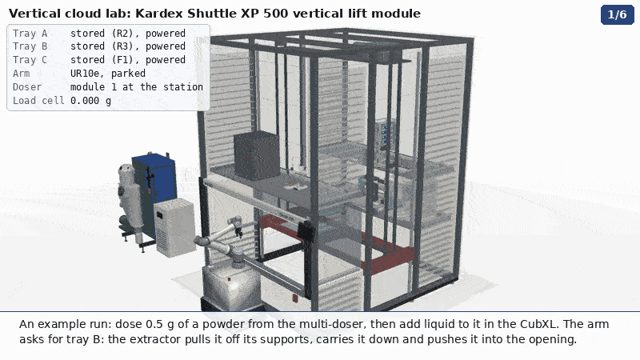 Vertical cloud lab: Kardex Shuttle XP 500 vertical lift module
1/6
Tray A stored (R2), powered
Tray B stored (R3), powered
Tray C stored (F1), powered
Arm UR10e, parked
Doser module 1 at the station
Load cell 0.000 g
An example run: dose 0.5 g of a powder from the multi-doser, then add liquid to it in the CubXL. The arm
asks for tray B: the extractor pulls it off its supports, carries it down and pushes it into the opening.